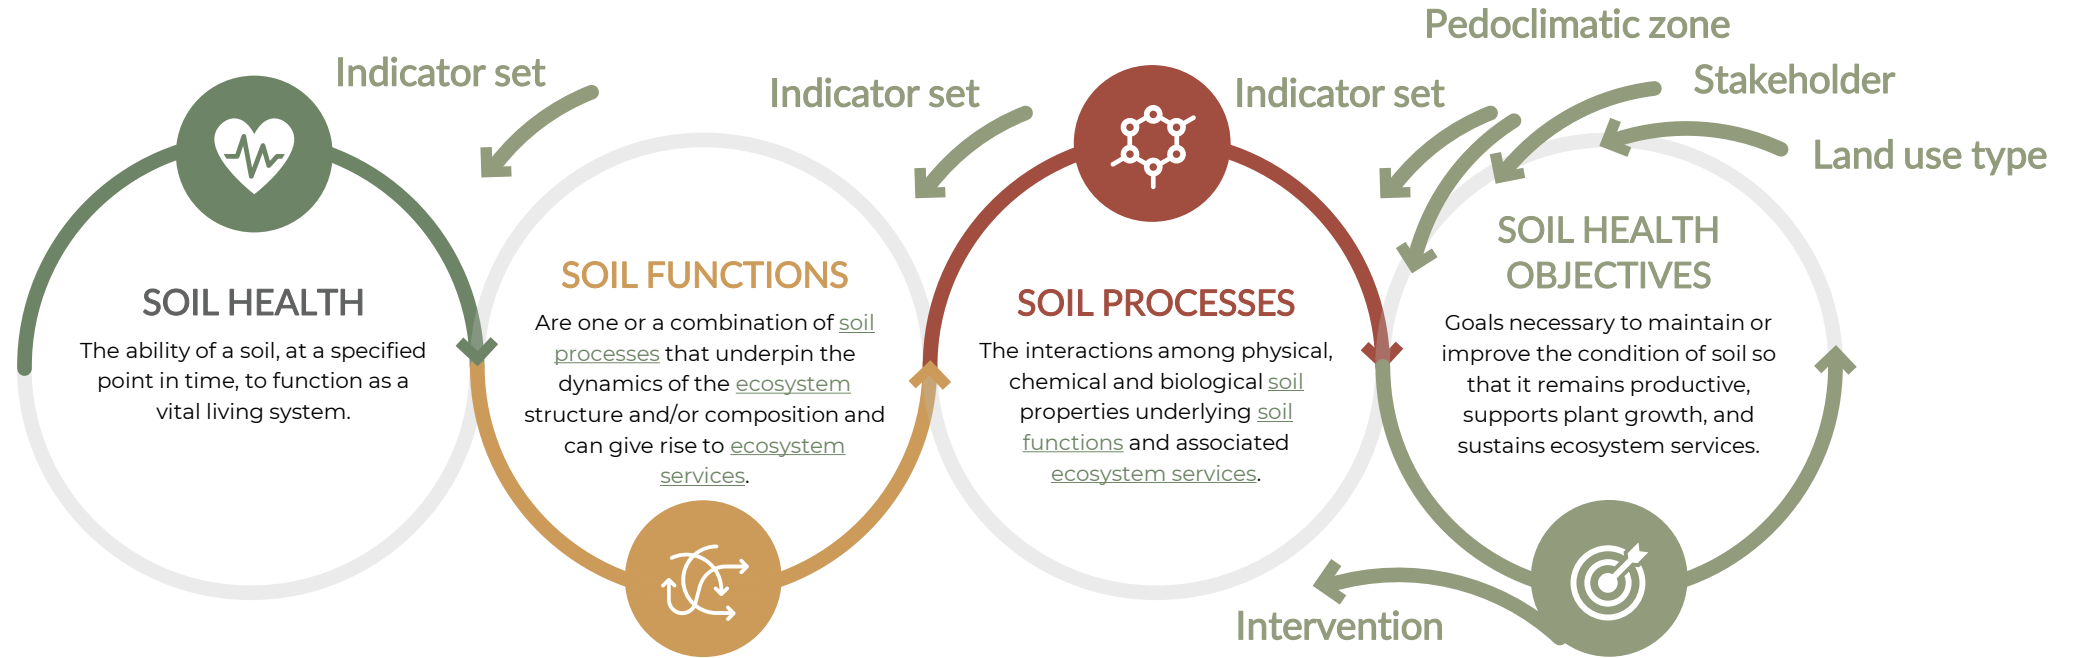 Pedoclimatic zone
Indicator set
Indicator set
Indicator set
Stakeholder
Land use type
SOIL HEALTH
The ability of a soil, at a specified
point in time, to function as a
vital living system.
SOIL FUNCTIONS
Are one or a combination of soil
processes that underpin the
dynamics of the ecosystem
structure and/or composition and
can give rise to ecosystem
services.
SOIL PROCESSES
The interactions among physical,
chemical and biological soil
properties underlying soil
functions and associated
ecosystem services.
SOIL HEALTH
OBJECTIVES
Goals necessary to maintain or
improve the condition of soil so
that it remains productive,
supports plant growth, and
sustains ecosystem services.
Intervention